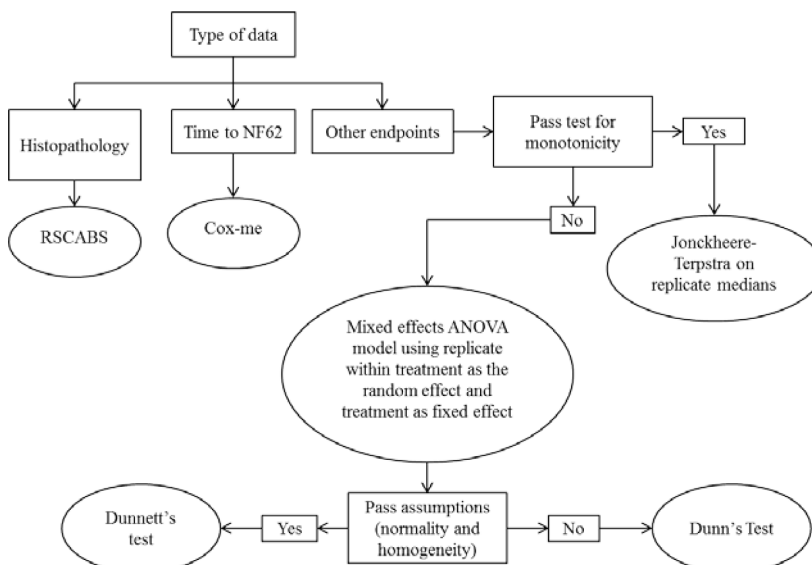 Type of data
Histopathology
Time to NF62
Other endpoints
Pass test for
monotonicity
Yes
No
RSCABS
Cox-me
Jonckheere-
Terpstra on
replicate medians
Mixed effects ANOVA
model using replicate
within treatment as the
random effect and
treatment as fixed effect
Dunnett's
test
Yes
Pass assumptions
(normality and
homogeneity)
No
Dunn's Test